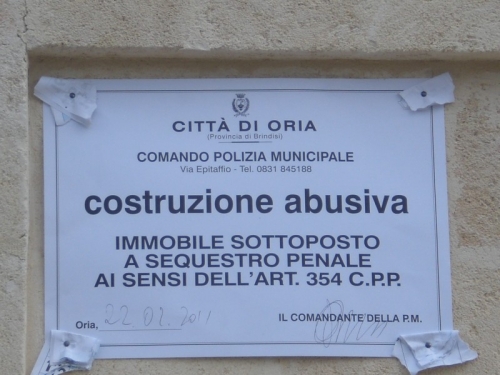 CITTÀ DI ORIA
(Provincia di Brindisi)
COMANDO POLIZIA MUNICIPALE
Via Epitaffio - Tel. 0831 845188
costruzione abusiva
IMMOBILE SOTTOPOSTO
A SEQUESTRO PENALE
AI SENSI DELL'ART. 354 C.P.P.
Oria, 22.02.2011 IL COMANDANTE DELLA P.M.